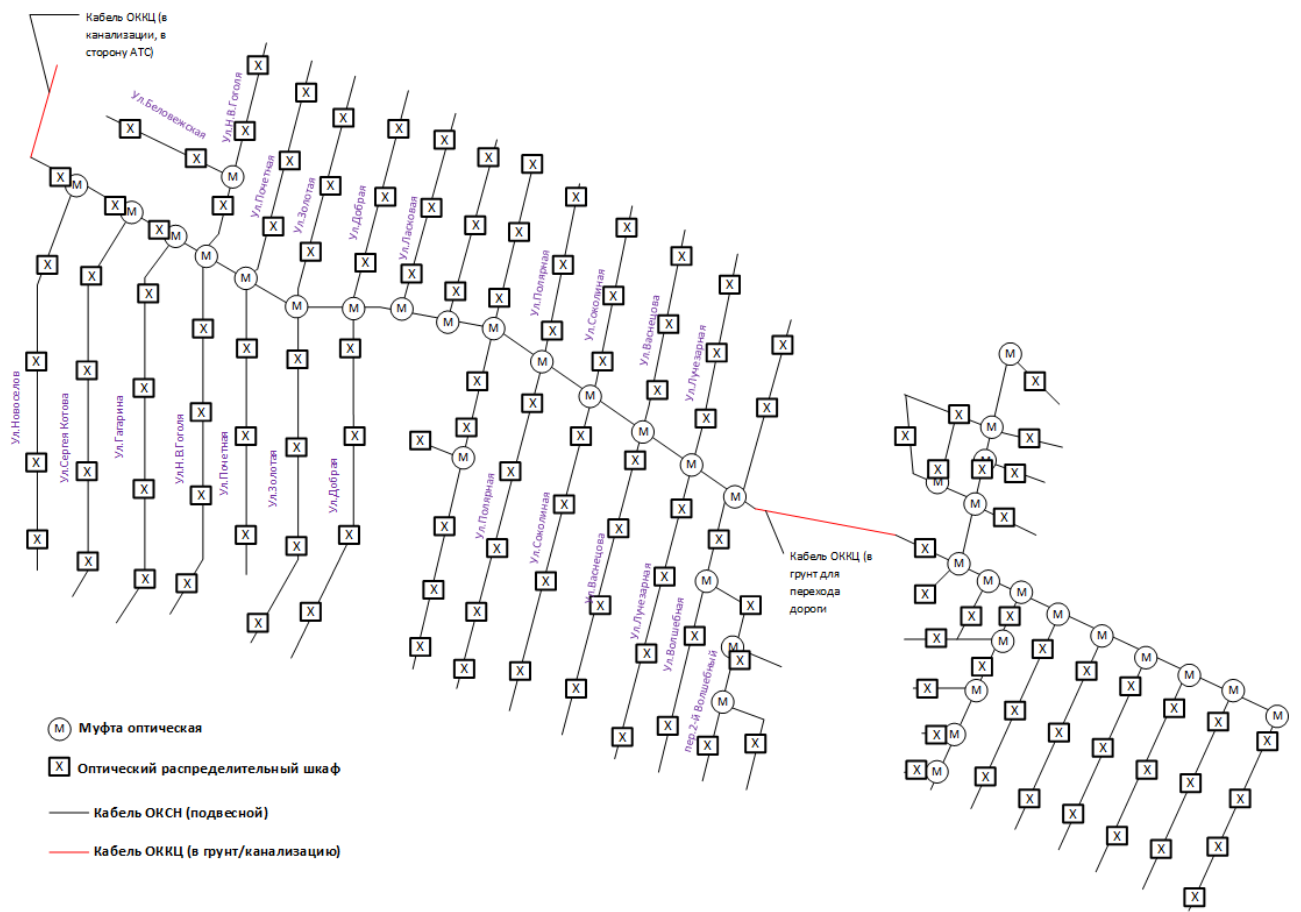 Кабель ОККЦ (в
канализации, в
сторону АТС)
Ул.Беловежская
Ул.Н.В.Гоголя
Ул.Почетная
Ул.Золотая
Ул.Добрая
Ул.Ласковая
Ул.Полярная
Ул.Соколиная
Ул.Васнецова
Ул.Лучезарная
Ул.Новоселов
Ул.Сергея Котова
Ул.Гагарина
Ул.Н.В.Гоголя
Ул.Почетная
Ул.Золотая
Ул.Добрая
Ул.Полярная
Ул.Соколиная
Ул.Васнецова
Ул.Лучезарная
Ул.Волшебная
пер.2-й Волшебный
Кабель ОККЦ (в
грунт для
перехода
дороги
М Муфта оптическая
X Оптический распределительный шкаф
Кабель ОКСН (подвесной)
Кабель ОККЦ (в грунт/канализацию)